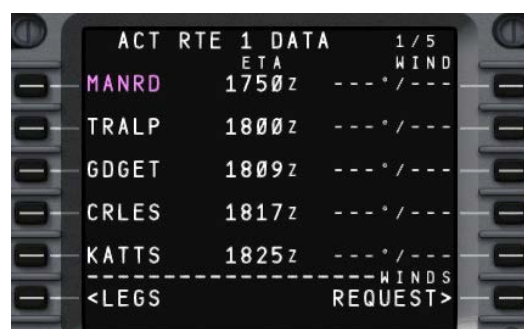 ACT RTE 1 DATA 1/5
ETA WIND
MANRD 1750Z ---°/---
TRALP 1800Z ---°/---
GDGET 1809Z ---°/---
CRLES 1817Z ---°/---
KATTS 1825Z ---°/---
------------------WINDS
<LEGS REQUEST>